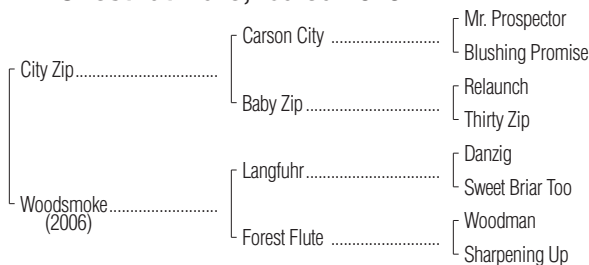 Mr. Prospector
Carson City
Blushing Promise
City Zip
Relaunch
Baby Zip
Thirty Zip
Danzig
Langfuhr
Sweet Briar Too
Woodsmoke
(2006)
Woodman
Forest Flute
Sharpening Up